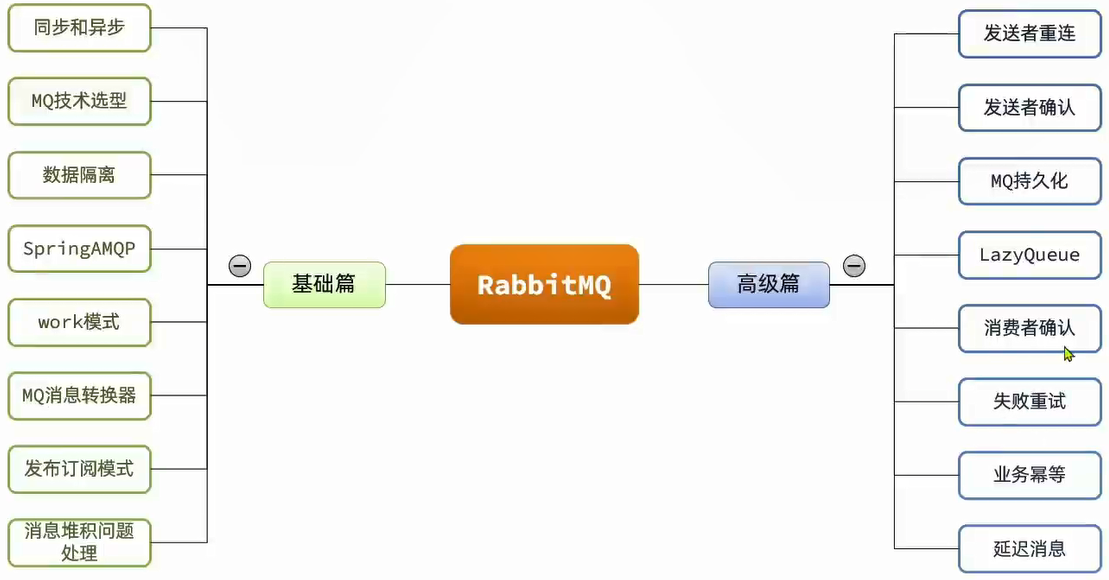 同步和异步
MQ技术选型
数据隔离
SpringAMQP
work模式
MQ消息转换器
发布订阅模式
消息堆积问题
处理
基础篇
RabbitMQ
高级篇
发送者重连
发送者确认
MQ持久化
LazyQueue
消费者确认
失败重试
业务幂等
延迟消息